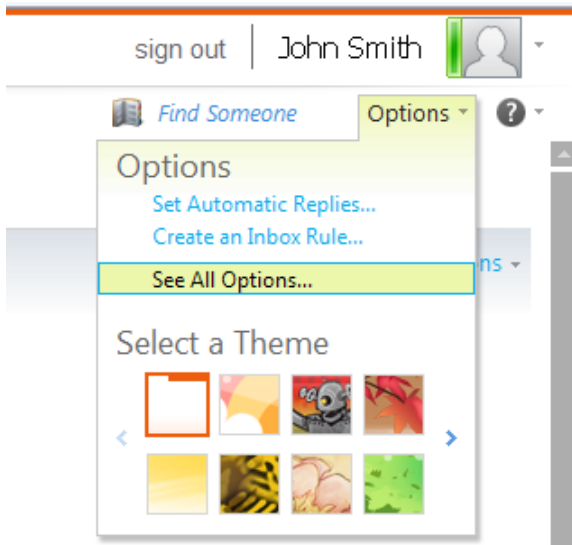 sign out John Smith
Find Someone Options ?
Options
Set Automatic Replies...
Create an Inbox Rule...
See All Options...
ns
Select a Theme